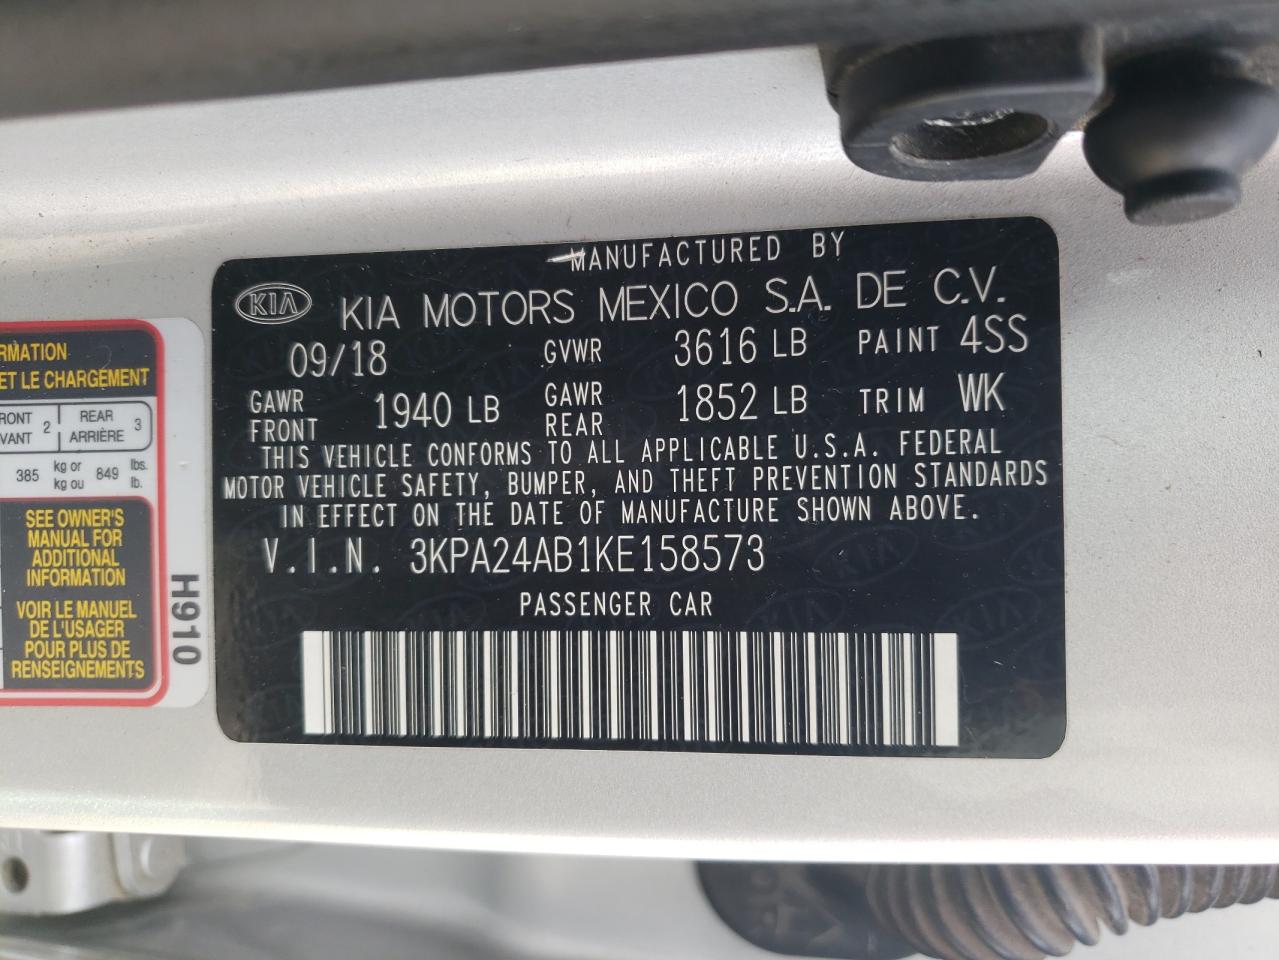 MANUFACTURED BY
KIA KIA MOTORS MEXICO S.A. DE C.V.
09/18 GVWR 3616 LB PAINT 4SS
GAWR FRONT 1940 LB GAWR REAR 1852 LB TRIM WK
THIS VEHICLE CONFORMS TO ALL APPLICABLE U.S.A. FEDERAL
MOTOR VEHICLE SAFETY, BUMPER, AND THEFT PREVENTION STANDARDS
IN EFFECT ON THE DATE OF MANUFACTURE SHOWN ABOVE.
V.I.N. 3KPA24AB1KE158573
PASSENGER CAR
RMATION
ET LE CHARGEMENT
RONT 2 REAR 3
VANT ARRIÈRE
385 kg or 849 lbs.
kg ou lb.
SEE OWNER'S
MANUAL FOR
ADDITIONAL
INFORMATION
VOIR LE MANUEL
DE L'USAGER
POUR PLUS DE
RENSEIGNEMENTS
H910